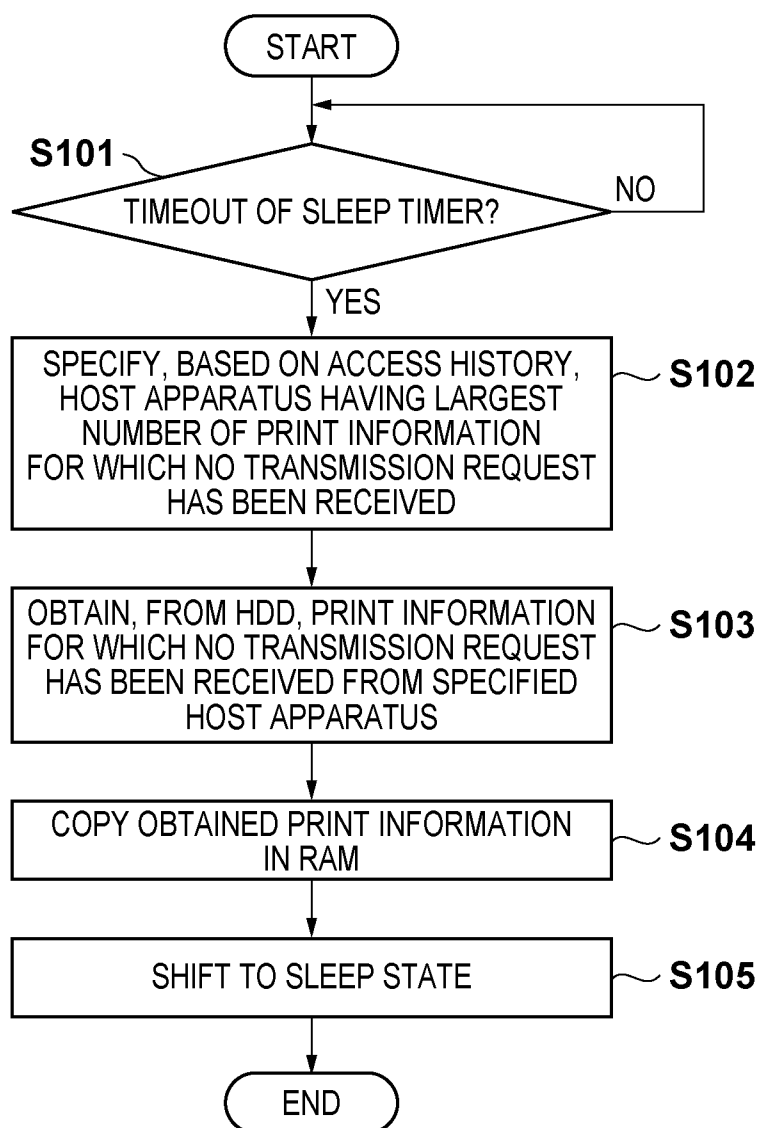 START
S101
TIMEOUT OF SLEEP TIMER?
NO
YES
SPECIFY, BASED ON ACCESS HISTORY,
HOST APPARATUS HAVING LARGEST
NUMBER OF PRINT INFORMATION
FOR WHICH NO TRANSMISSION REQUEST
HAS BEEN RECEIVED
S102
OBTAIN, FROM HDD, PRINT INFORMATION
FOR WHICH NO TRANSMISSION REQUEST
HAS BEEN RECEIVED FROM SPECIFIED
HOST APPARATUS
S103
COPY OBTAINED PRINT INFORMATION
IN RAM
S104
SHIFT TO SLEEP STATE
S105
END